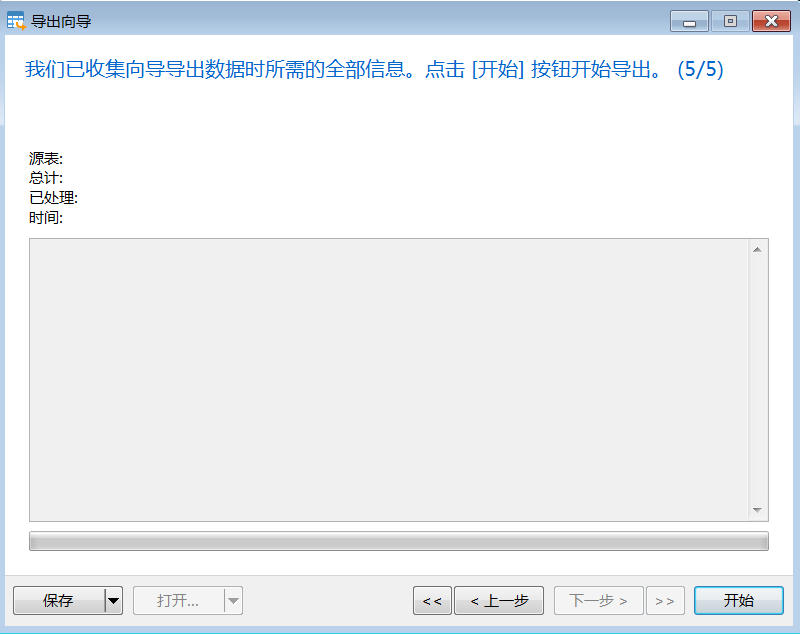 导出向导
我们已收集向导导出数据时所需的全部信息。点击 [开始] 按钮开始导出。 (5/5)
源表:
总计:
已处理:
时间:
保存 打开... << < 上一步 下一步 > >> 开始